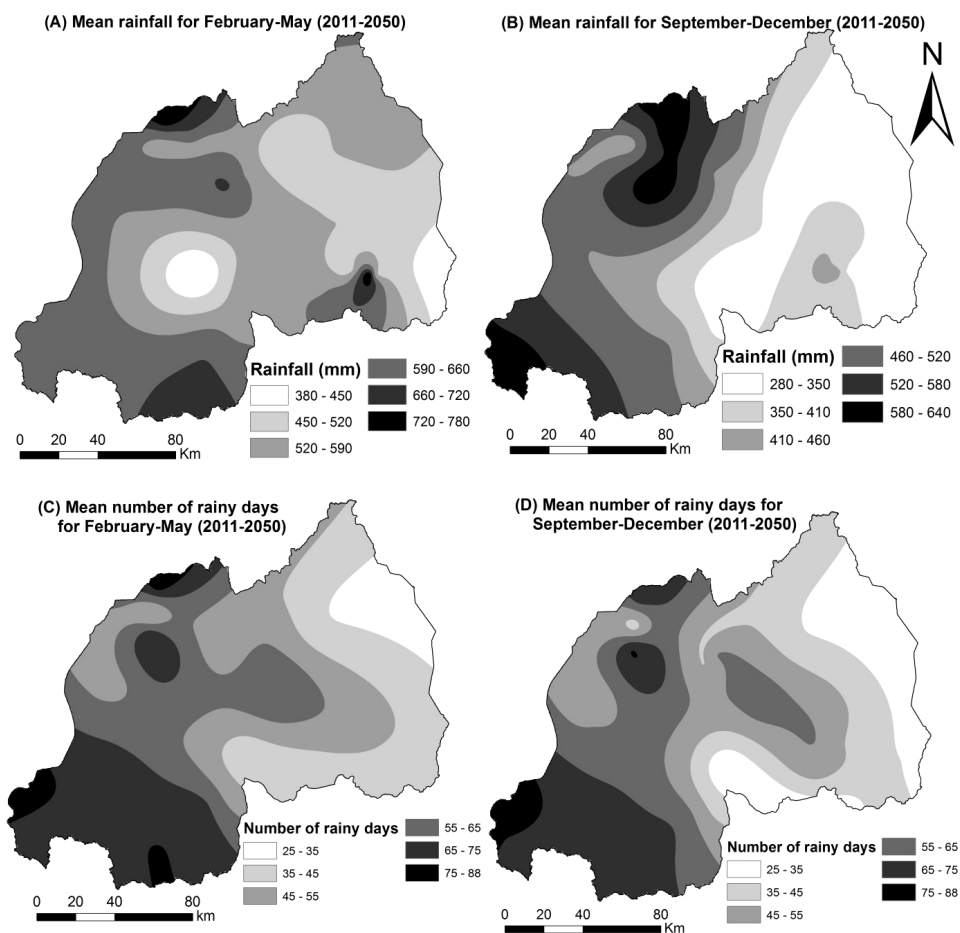 (A) Mean rainfall for February-May (2011-2050)
(B) Mean rainfall for September-December (2011-2050)
N
Rainfall (mm)
380 - 450
450 - 520
520 - 590
590 - 660
660 - 720
720 - 780
0 20 40 80
Km
Rainfall (mm)
280 - 350
350 - 410
410 - 460
460 - 520
520 - 580
580 - 640
0 20 40 80
Km
(C) Mean number of rainy days
for February-May (2011-2050)
(D) Mean number of rainy days for
September-December (2011-2050)
Number of rainy days
25 - 35
35 - 45
45 - 55
55 - 65
65 - 75
75 - 88
0 20 40 80
km
Number of rainy days
25 - 35
35 - 45
45 - 55
55 - 65
65 - 75
75 - 88
0 20 40 80
Km